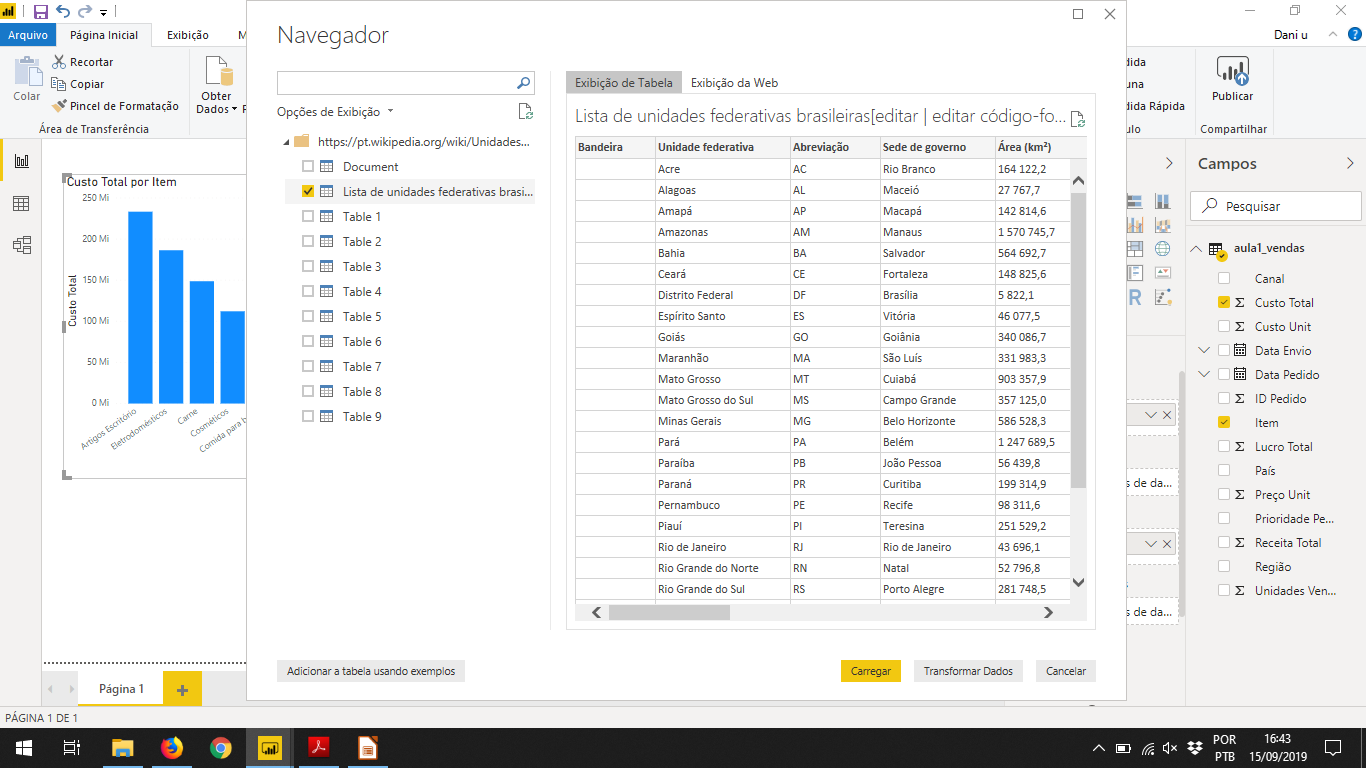 Arquivo
Página Inicial
Exibição
M
Colar
Recortar
Copiar
Pincel de Formatação
Área de Transferência
Obter
Dados
Custo Total por Item
Custo Total
250 Mi
200 Mi
150 Mi
100 Mi
50 Mi
0 Mi
Artigos Escritório
Eletrodomésticos
Carne
Cosméticos
Comida para b
Página 1
PÁGINA 1 DE 1
Navegador
Opções de Exibição
https://pt.wikipedia.org/wiki/Unidades...
Document
Lista de unidades federativas brasi...
Table 1
Table 2
Table 3
Table 4
Table 5
Table 6
Table 7
Table 8
Table 9
Exibição de Tabela Exibição da Web
Lista de unidades federativas brasileiras[editar | editar código-fo...
Bandeira Unidade federativa Abreviação Sede de governo Área (km²)
Acre AC Rio Branco 164 122,2
Alagoas AL Maceió 27 767,7
Amapá AP Macapá 142 814,6
Amazonas AM Manaus 1 570 745,7
Bahia BA Salvador 564 692,7
Ceará CE Fortaleza 148 825,6
Distrito Federal DF Brasília 5 822,1
Espírito Santo ES Vitória 46 077,5
Goiás GO Goiânia 340 086,7
Maranhão MA São Luís 331 983,3
Mato Grosso MT Cuiabá 903 357,9
Mato Grosso do Sul MS Campo Grande 357 125,0
Minas Gerais MG Belo Horizonte 586 528,3
Pará PA Belém 1 247 689,5
Paraíba PB João Pessoa 56 439,8
Paraná PR Curitiba 199 314,9
Pernambuco PE Recife 98 311,6
Piauí PI Teresina 251 529,2
Rio de Janeiro RJ Rio de Janeiro 43 696,1
Rio Grande do Norte RN Natal 52 796,8
Rio Grande do Sul RS Porto Alegre 281 748,5
Adicionar a tabela usando exemplos
Carregar
Transformar Dados
Cancelar
Dani u
dida
una
dida Rápida
ulo
Publicar
Compartilhar
s de da...
s de da...
Campos
Pesquisar
aula1_vendas
Canal
Σ Custo Total
Σ Custo Unit
Data Envio
Data Pedido
Σ ID Pedido
Item
Σ Lucro Total
País
Σ Preço Unit
Prioridade Pe...
Σ Receita Total
Região
Σ Unidades Ven...
POR
PTB
16:43
15/09/2019